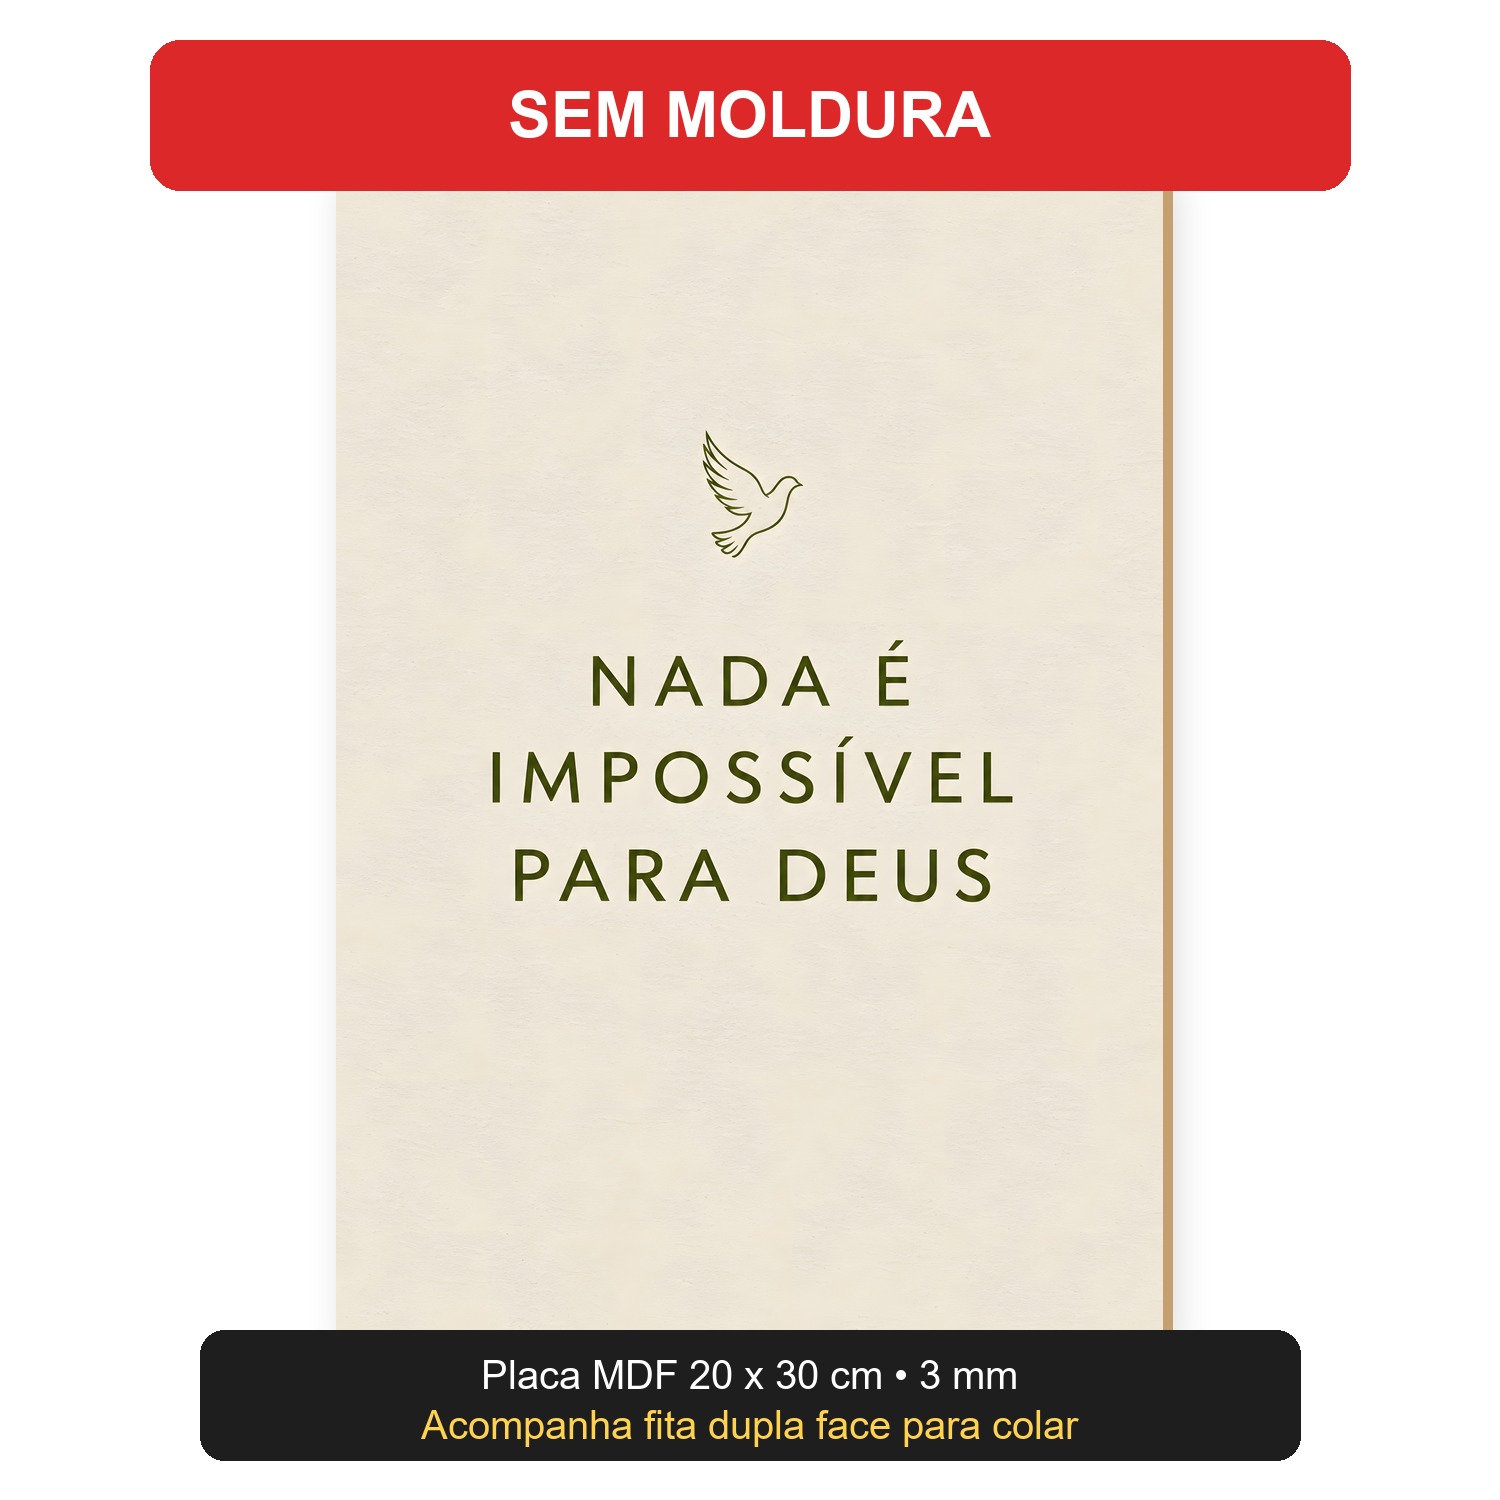 SEM MOLDURA
NADA É
IMPOSSÍVEL
PARA DEUS
Placa MDF 20 x 30 cm • 3 mm
Acompanha fita dupla face para colar